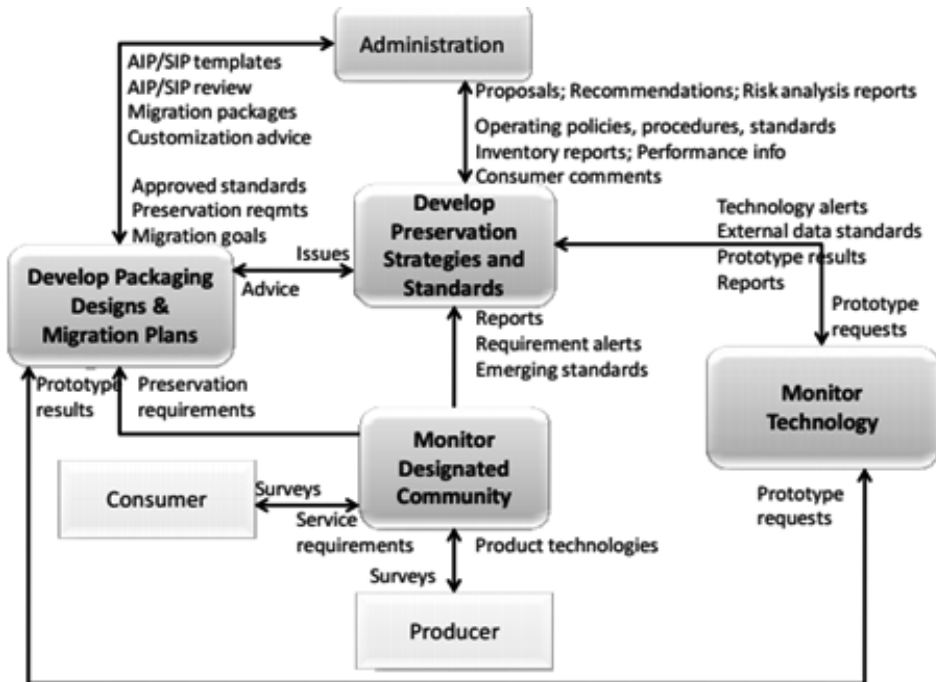 Administration
AIP/SIP templates
AIP/SIP review
Migration packages
Customization advice
Proposals; Recommendations; Risk analysis reports
Operating policies, procedures, standards
Inventory reports; Performance info
Consumer comments
Approved standards
Preservation reqmts
Migration goals
Develop
Preservation
Strategies and
Standards
Technology alerts
External data standards
Prototype results
Reports
Develop Packaging
Designs &
Migration Plans
Issues
Advice
Prototype
requests
Reports
Requirement alerts
Emerging standards
Monitor
Technology
Prototype
results
Preservation
requirements
Monitor
Designated
Community
Consumer
Surveys
Service
requirements
Product technologies
Surveys
Producer
Prototype
requests